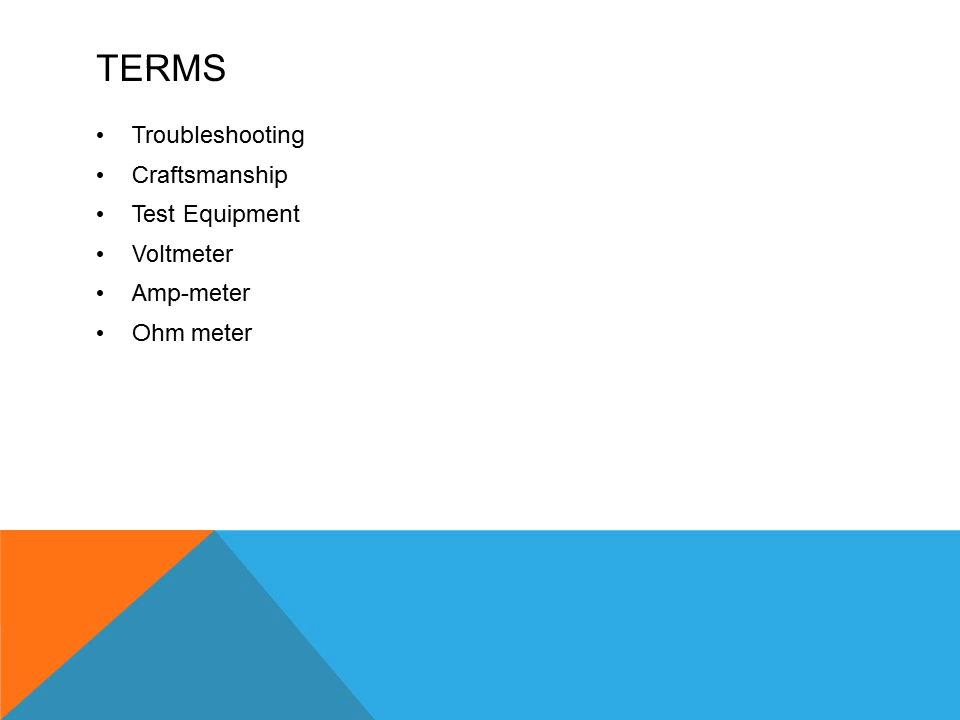 TERMS
• Troubleshooting
• Craftsmanship
• Test Equipment
• Voltmeter
• Amp-meter
• Ohm meter